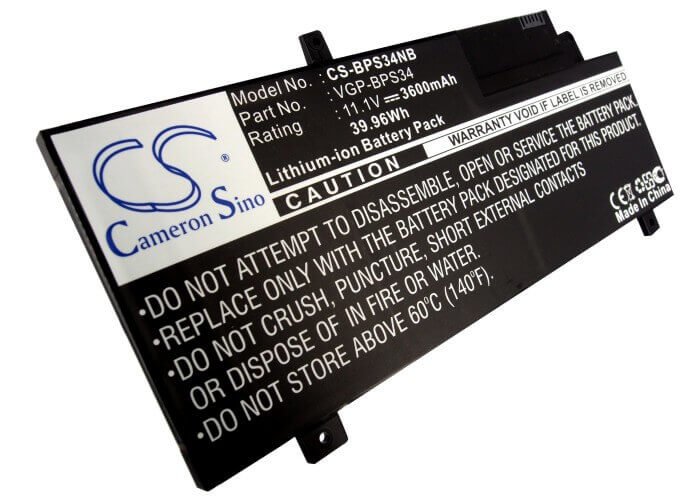 CS
Cameron Sino
Model No.: CS-BPS34NB
Part No.: VGP-BPS34
Rating : 11.1V⎓3600mAh
39.96Wh
Lithium-ion Battery Pack
WARRANTY VOIDS IF LABEL IS REMOVED
CAUTION
• DO NOT ATTEMPT TO DISASSEMBLE, OPEN OR SERVICE BATTERY
• REPLACE ONLY WITH THE BATTERY PACK DESIGNATED FOR THIS PRODUCT.
• DO NOT CRUSH, PUNCTURE, SHORT EXTERNAL CONTACTS
OR DISPOSE OF IN FIRE OR WATER.
• DO NOT STORE ABOVE 60°C (140°F)
CE
Made In China